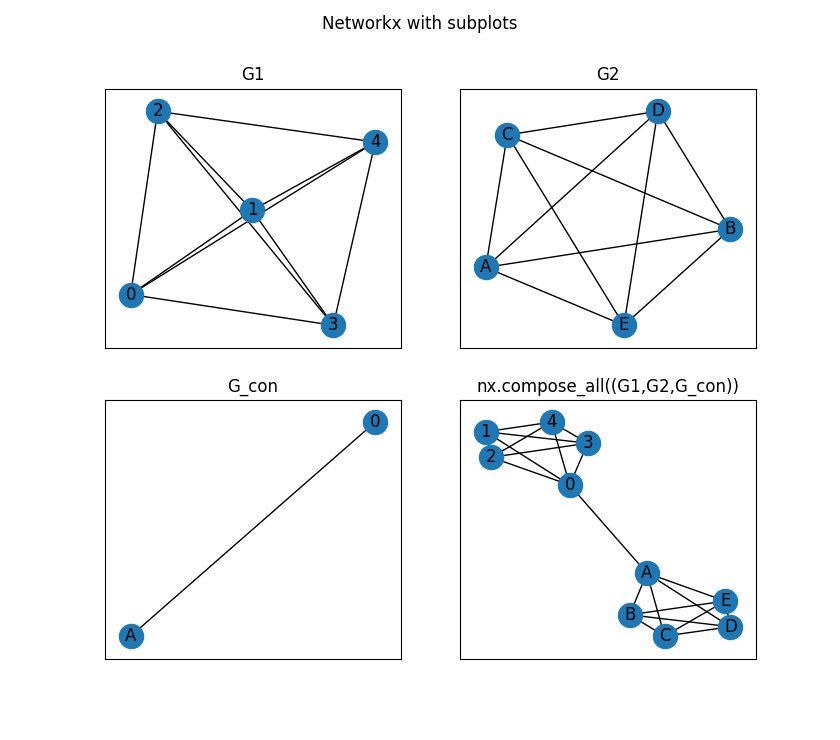 Networkx with subplots
G1
2
4
1
0
3
G2
D
C
B
A
E
G_con
0
A
nx.compose_all((G1,G2,G_con))
4
1
3
2
0
A
E
B
D
C